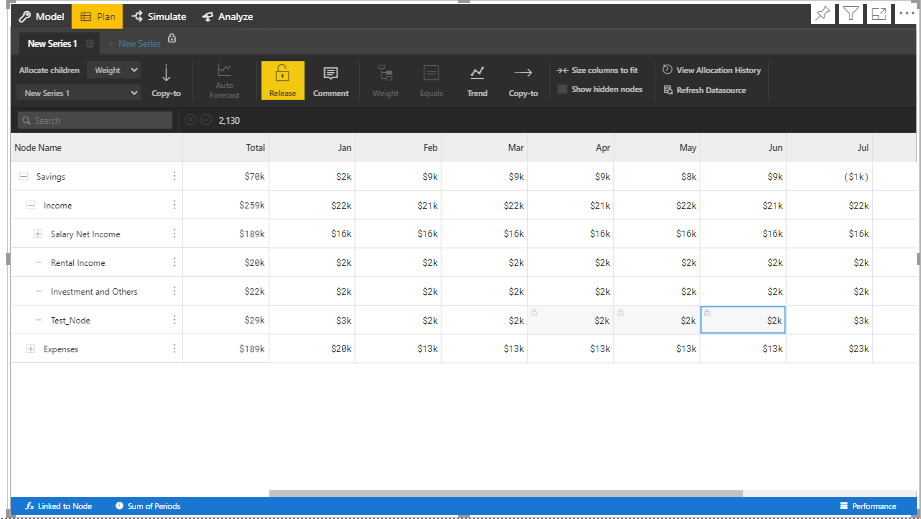 Model Plan Simulate Analyze
New Series 1 + New Series
Allocate children Weight
New Series 1
Copy-to
Auto
Forecast
Release
Comment
Weight
Equals
Trend
Copy-to
Size columns to fit
Show hidden nodes
View Allocation History
Refresh Datasource
Search 2,130
Node Name Total Jan Feb Mar Apr May Jun Jul
Savings $70k $2k $9k $9k $9k $8k $9k ($1k)
Income $259k $22k $21k $22k $21k $22k $21k $22k
Salary Net Income $189k $16k $16k $16k $16k $16k $16k $16k
Rental Income $20k $2k $2k $2k $2k $2k $2k $2k
Investment and Others $22k $2k $2k $2k $2k $2k $2k $2k
Test_Node $29k $3k $2k $2k $2k $2k $2k $3k
Expenses $189k $20k $13k $13k $13k $13k $13k $23k
fx Linked to Node Sum of Periods Performance